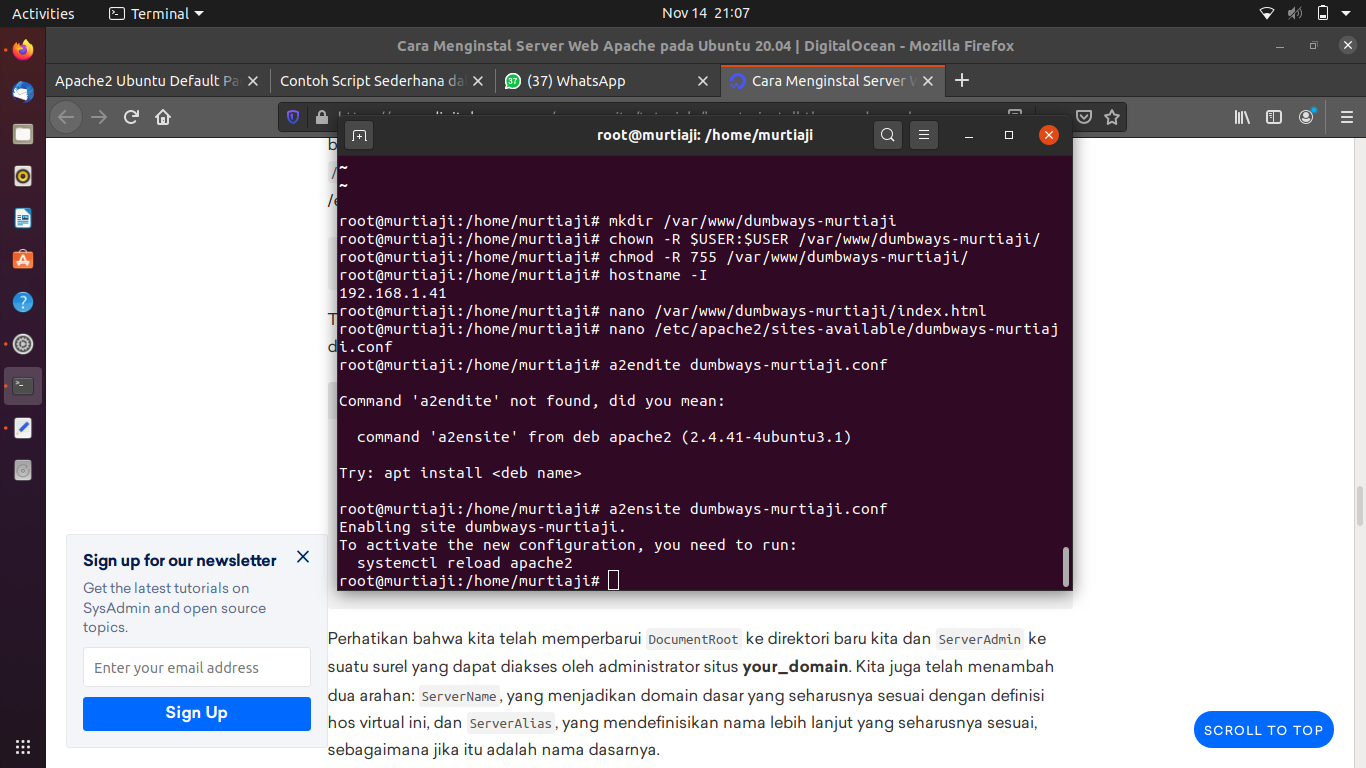 Activities
Terminal
Nov 14 21:07
Cara Menginstal Server Web Apache pada Ubuntu 20.04 | DigitalOcean - Mozilla Firefox
Apache2 Ubuntu Default Pa
Contoh Script Sederhana da
(37) WhatsApp
Cara Menginstal Server W
root@murtiaji: /home/murtiaji
~
~
root@murtiaji:/home/murtiaji# mkdir /var/www/dumbways-murtiaji
root@murtiaji:/home/murtiaji# chown -R $USER:$USER /var/www/dumbways-murtiaji/
root@murtiaji:/home/murtiaji# chmod -R 755 /var/www/dumbways-murtiaji/
root@murtiaji:/home/murtiaji# hostname -I
192.168.1.41
root@murtiaji:/home/murtiaji# nano /var/www/dumbways-murtiaji/index.html
root@murtiaji:/home/murtiaji# nano /etc/apache2/sites-available/dumbways-murtiaj
i.conf
root@murtiaji:/home/murtiaji# a2endite dumbways-murtiaji.conf
Command 'a2endite' not found, did you mean:
command 'a2ensite' from deb apache2 (2.4.41-4ubuntu3.1)
Try: apt install <deb name>
root@murtiaji:/home/murtiaji# a2ensite dumbways-murtiaji.conf
Enabling site dumbways-murtiaji.
To activate the new configuration, you need to run:
systemctl reload apache2
root@murtiaji:/home/murtiaji#
Sign up for our newsletter
Get the latest tutorials on
SysAdmin and open source
topics.
Enter your email address
Sign Up
Perhatikan bahwa kita telah memperbarui DocumentRoot ke direktori baru kita dan ServerAdmin ke
suatu surel yang dapat diakses oleh administrator situs your_domain. Kita juga telah menambah
dua arahan: ServerName, yang menjadikan domain dasar yang seharusnya sesuai dengan definisi
hos virtual ini, dan ServerAlias, yang mendefinisikan nama lebih lanjut yang seharusnya sesuai,
sebagaimana jika itu adalah nama dasarnya.
SCROLL TO TOP